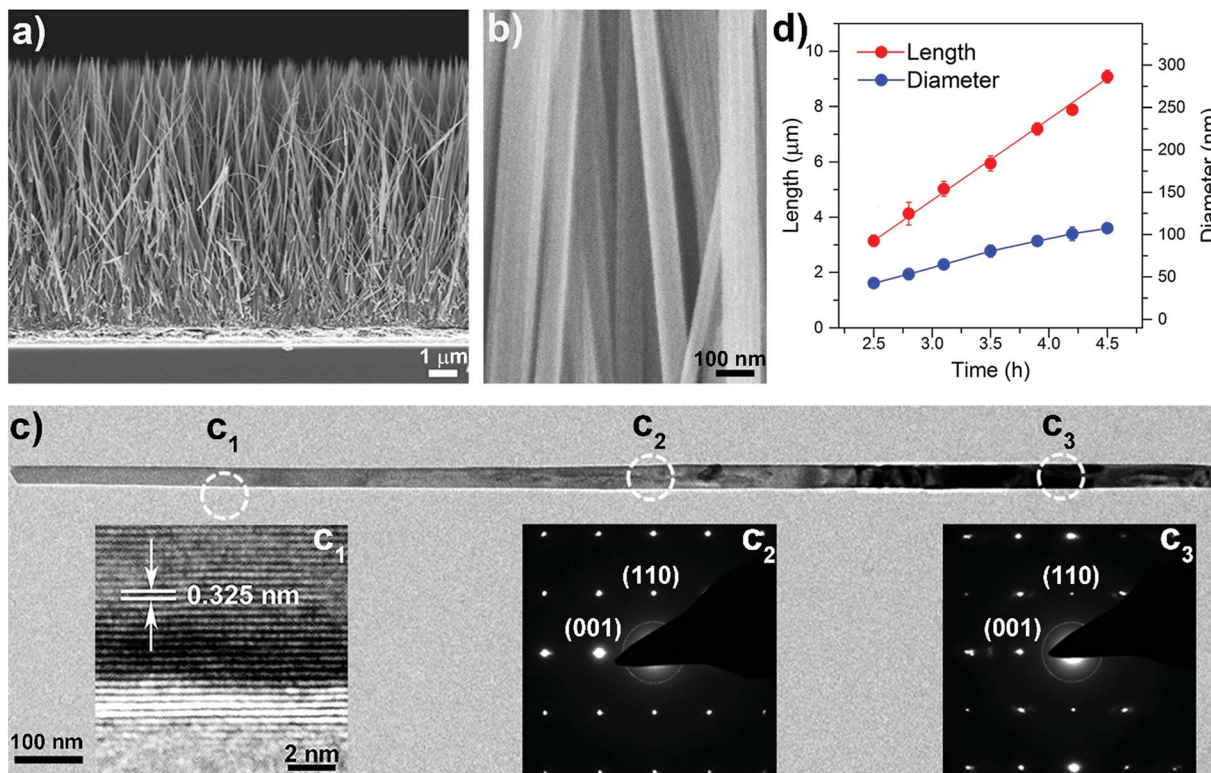 a)
1 μm
b)
100 nm
d)
Length
Diameter
10
8
6
4
2
0
Length (μm)
300
250
200
150
100
50
0
Diameter (nm)
2.5 3.0 3.5 4.0 4.5
Time (h)
c)
c₁ c₂ c₃
c₁
0.325 nm
2 nm
100 nm
c₂
(110)
(001)
c₃
(110)
(001)